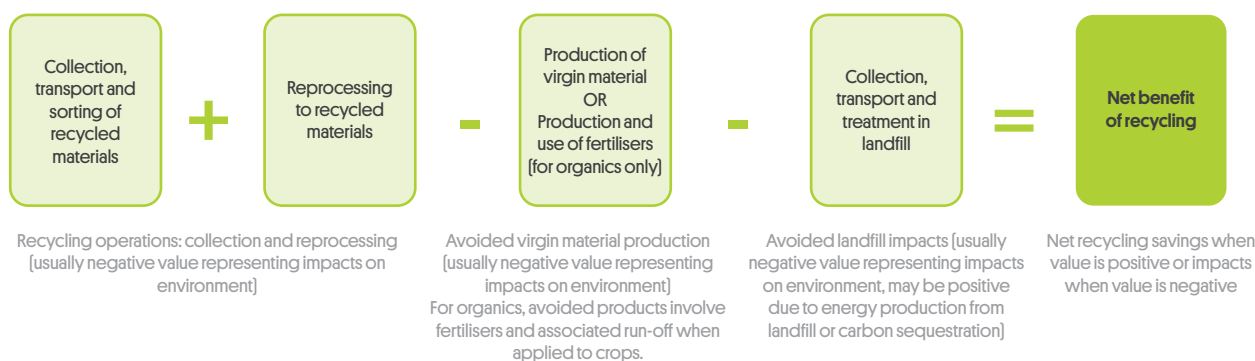 Collection,
transport and
sorting of
recycled
materials
+
Reprocessing
to recycled
materials
-
Production of
virgin material
OR
Production and
use of fertilisers
(for organics only)
-
Collection,
transport and
treatment in
landfill
=
Net benefit
of recycling
Recycling operations: collection and reprocessing
(usually negative value representing impacts on
environment)
Avoided virgin material production
(usually negative value representing
impacts on environment)
For organics, avoided products involve
fertilisers and associated run-off when
applied to crops.
Avoided landfill impacts (usually
negative value representing impacts
on environment, may be positive
due to energy production from
landfill or carbon sequestration)
Net recycling savings when
value is positive or impacts
when value is negative